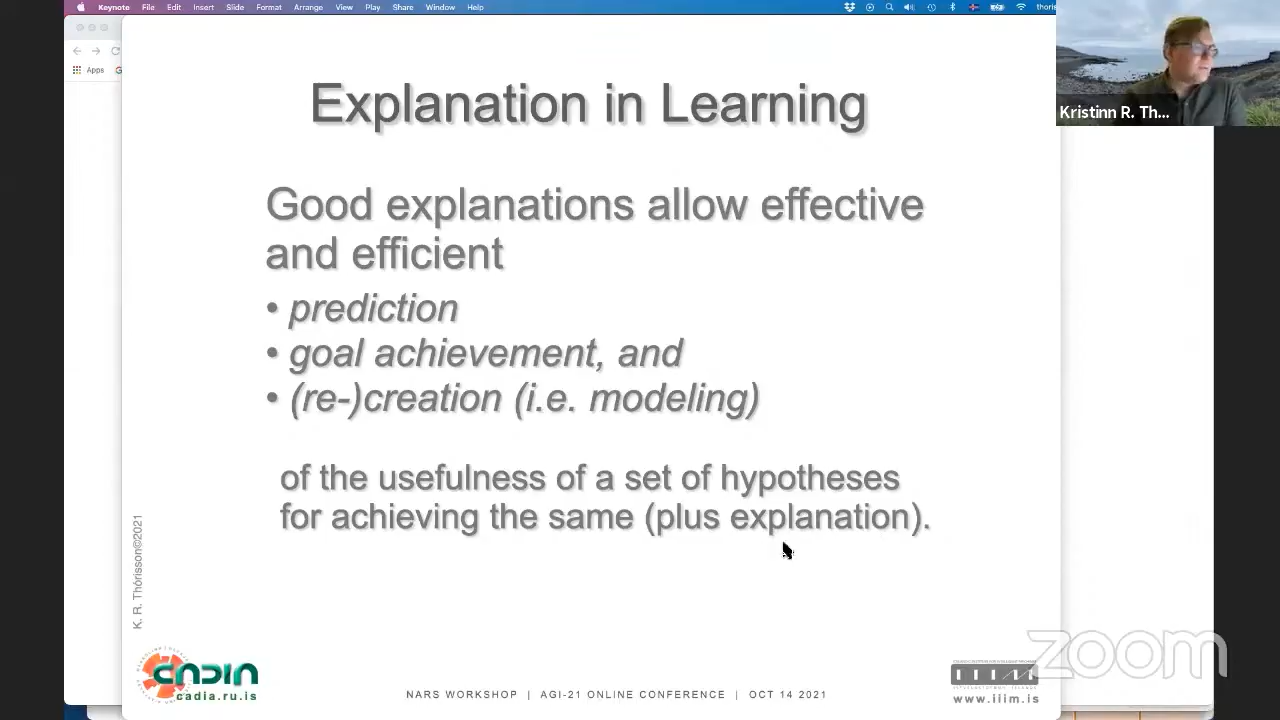 Keynote File Edit Insert Slide Format Arrange View Play Share Window Help
Apps
Kristinn R. Th...
Explanation in Learning
Good explanations allow effective
and efficient
• prediction
• goal achievement, and
• (re-)creation (i.e. modeling)
of the usefulness of a set of hypotheses
for achieving the same (plus explanation).
K. R. Thórisson©2021
cadia.ru.is
NARS WORKSHOP | AGI-21 ONLINE CONFERENCE | OCT 14 2021
www.iiim.is
zoom